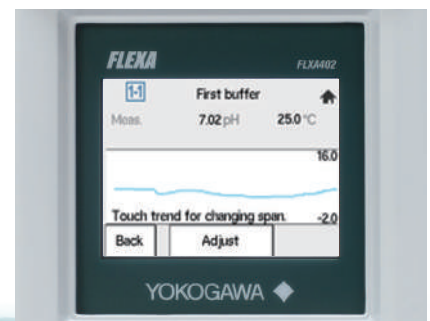 FLEXA FLXA402
1-1 First buffer
Meas. 7.02 pH 25.0 °C
16.0
Touch trend for changing span. -2.0
Back Adjust
YOKOGAWA